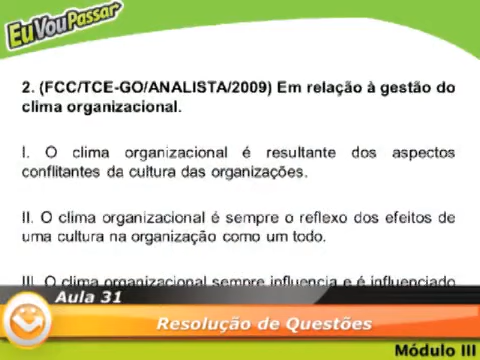 EuVouPassar
2. (FCC/TCE-GO/ANALISTA/2009) Em relação à gestão do
clima organizacional.
I. O clima organizacional é resultante dos aspectos
conflitantes da cultura das organizações.
II. O clima organizacional é sempre o reflexo dos efeitos de
uma cultura na organização como um todo.
III. O clima organizacional sempre influencia e é influenciado
Aula 31
Resolução de Questões
Módulo III